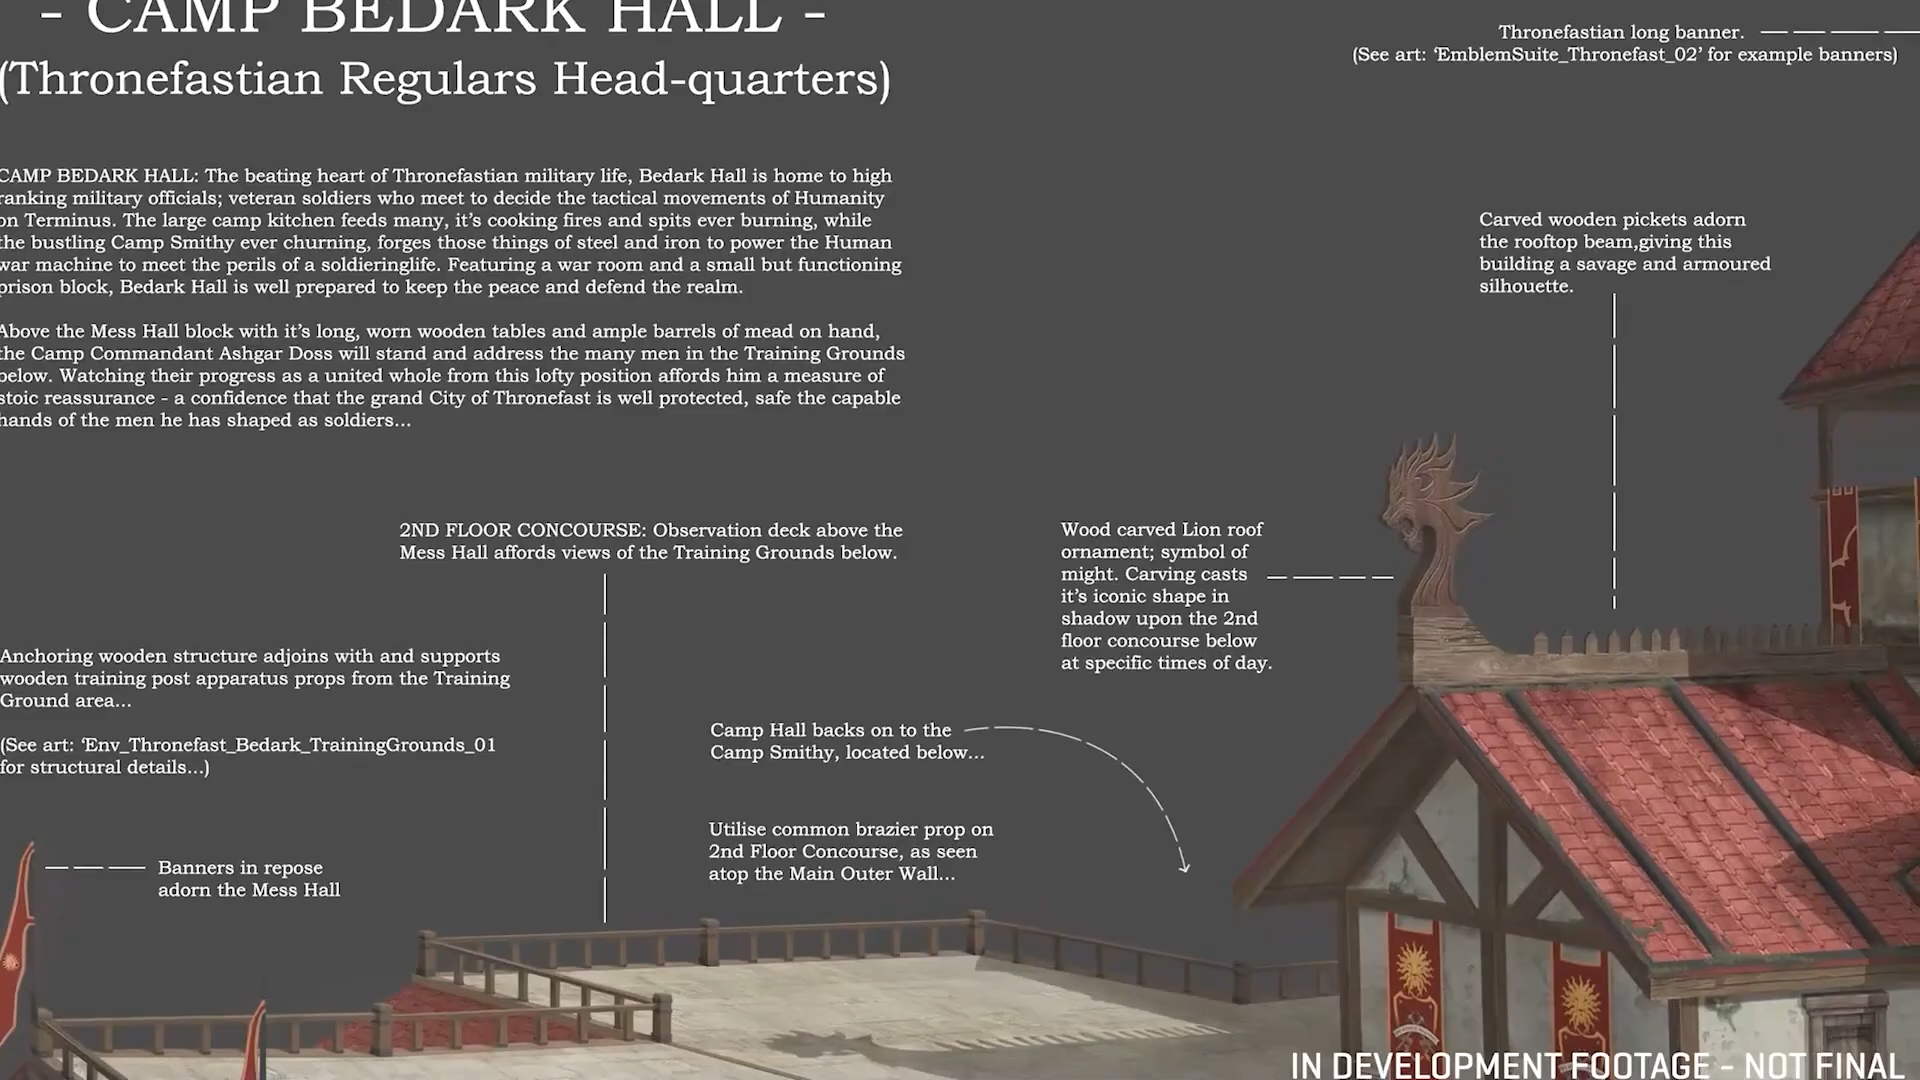 - CAMP BEDARK HALL -
(Thronefastian Regulars Head-quarters)
Thronefastian long banner.
(See art: ‘EmblemSuite_Thronefast_02’ for example banners)
CAMP BEDARK HALL: The beating heart of Thronefastian military life, Bedark Hall is home to high
ranking military officials; veteran soldiers who meet to decide the tactical movements of Humanity
on Terminus. The large camp kitchen feeds many, it’s cooking fires and spits ever burning, while
the bustling Camp Smithy ever churning, forges those things of steel and iron to power the Human
war machine to meet the perils of a soldieringlife. Featuring a war room and a small but functioning
prison block, Bedark Hall is well prepared to keep the peace and defend the realm.
Above the Mess Hall block with it’s long, worn wooden tables and ample barrels of mead on hand,
the Camp Commandant Ashgar Doss will stand and address the many men in the Training Grounds
below. Watching their progress as a united whole from this lofty position affords him a measure of
stoic reassurance - a confidence that the grand City of Thronefast is well protected, safe the capable
hands of the men he has shaped as soldiers...
Carved wooden pickets adorn
the rooftop beam,giving this
building a savage and armoured
silhouette.
2ND FLOOR CONCOURSE: Observation deck above the
Mess Hall affords views of the Training Grounds below.
Wood carved Lion roof
ornament; symbol of
might. Carving casts
it’s iconic shape in
shadow upon the 2nd
floor concourse below
at specific times of day.
Anchoring wooden structure adjoins with and supports
wooden training post apparatus props from the Training
Ground area...
(See art: ‘Env_Thronefast_Bedark_TrainingGrounds_01
for structural details...)
Camp Hall backs on to the
Camp Smithy, located below...
Utilise common brazier prop on
2nd Floor Concourse, as seen
atop the Main Outer Wall...
Banners in repose
adorn the Mess Hall
IN DEVELOPMENT FOOTAGE - NOT FINAL